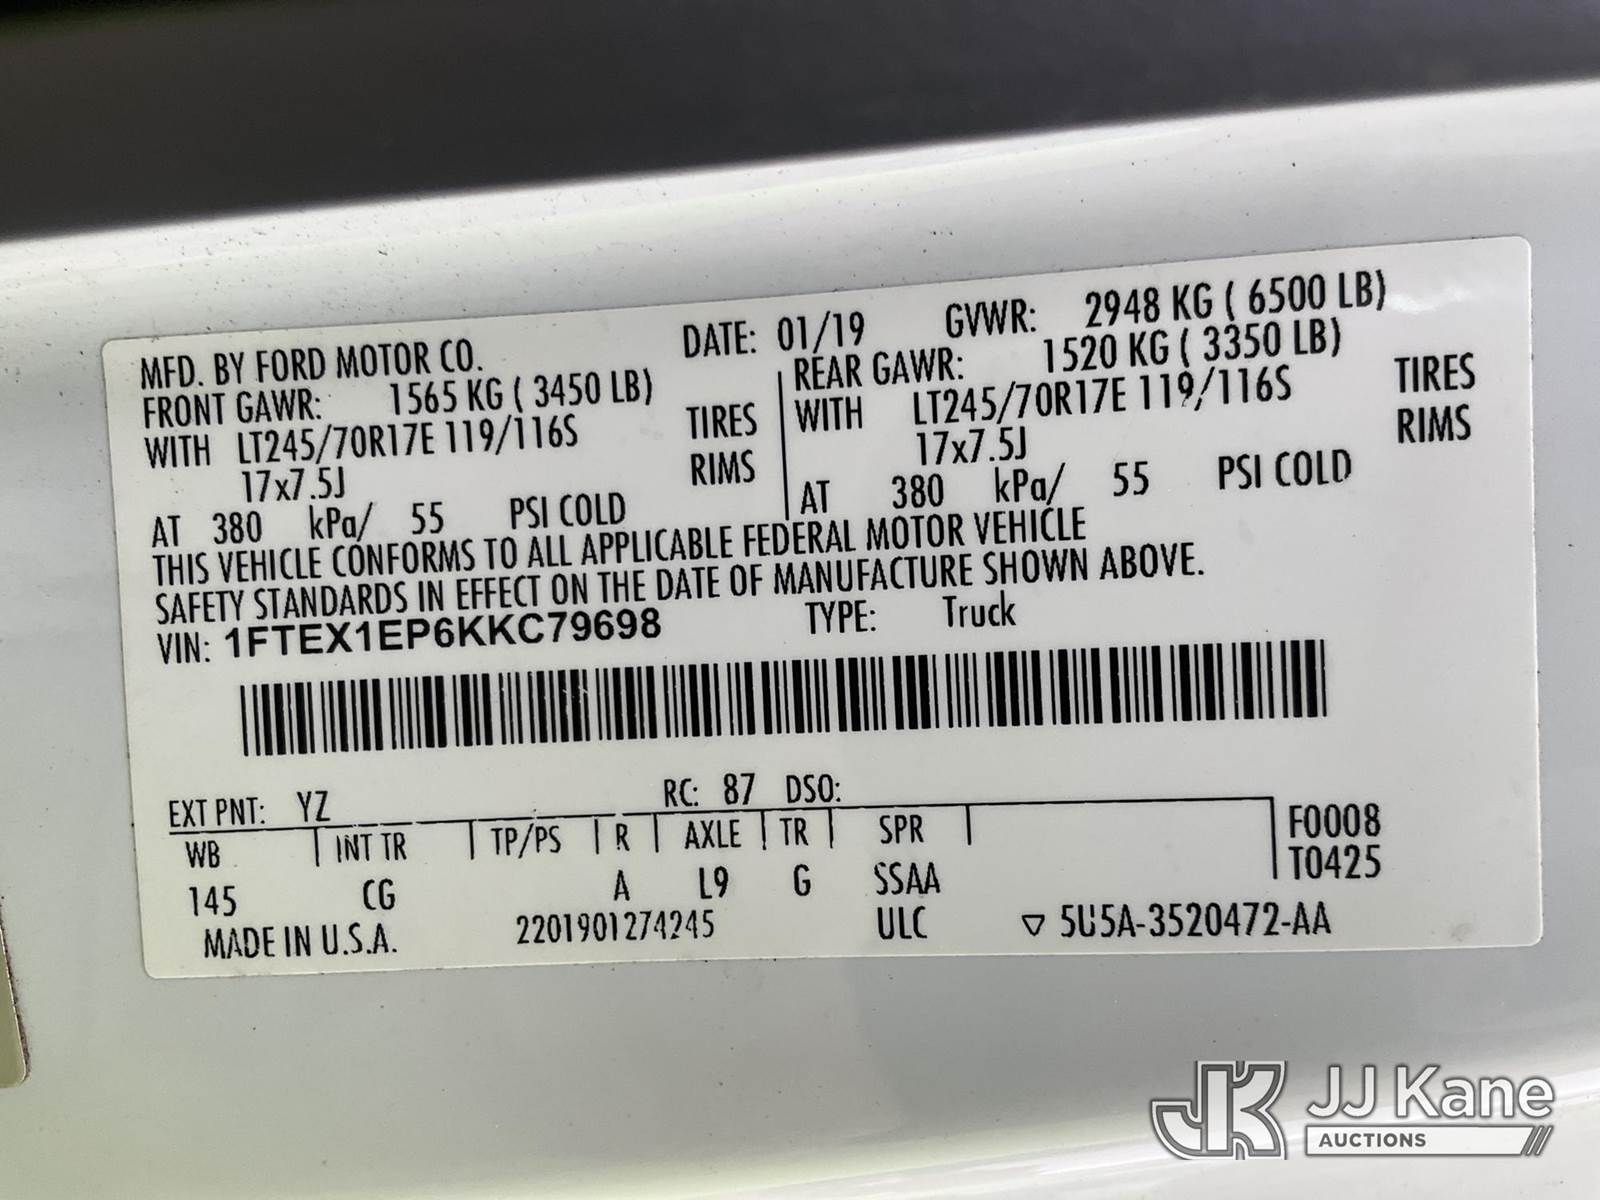 MFD. BY FORD MOTOR CO. DATE: 01/19 GVWR: 2948 KG ( 6500 LB)
FRONT GAWR: 1565 KG ( 3450 LB) REAR GAWR: 1520 KG ( 3350 LB)
WITH LT245/70R17E 119/116S TIRES WITH LT245/70R17E 119/116S TIRES
17x7.5J RIMS 17x7.5J RIMS
AT 380 kPa/ 55 PSI COLD AT 380 kPa/ 55 PSI COLD
THIS VEHICLE CONFORMS TO ALL APPLICABLE FEDERAL MOTOR VEHICLE
SAFETY STANDARDS IN EFFECT ON THE DATE OF MANUFACTURE SHOWN ABOVE.
VIN: 1FTEX1EP6KKC79698 TYPE: Truck
EXT PNT: YZ RC: 87 DSO:
WB INT TR TP/PS R AXLE TR SPR F0008
145 CG A L9 G SSAA T0425
MADE IN U.S.A. 2201901274245 ULC ▽ 5U5A-3520472-AA
JK JJ Kane
AUCTIONS